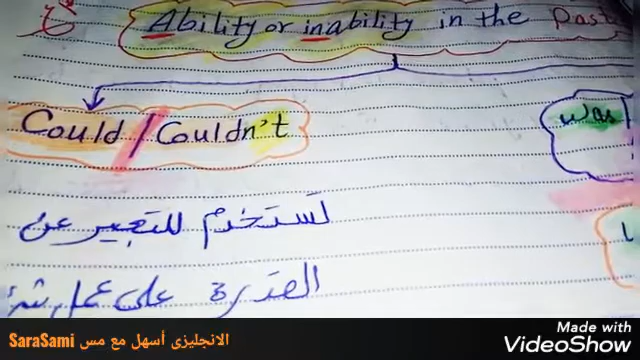 Ability or inability in the Past
Could / Couldn't
was
تستخدم للتعبير عن
القدرة على عمل شئ
الانجليزى أسهل مع مس SaraSami
Made with
VideoShow